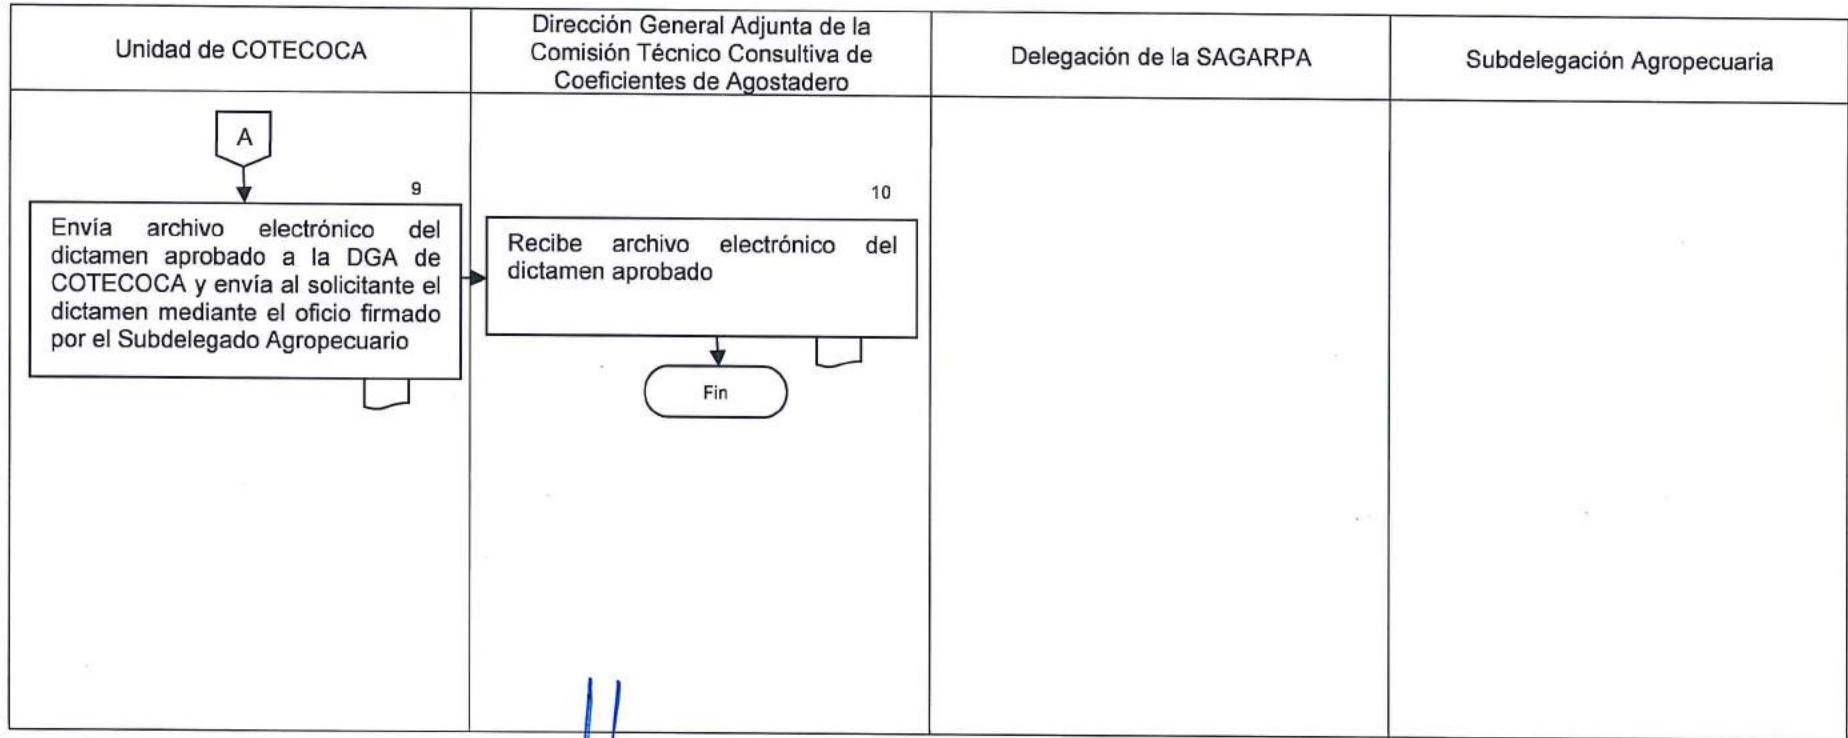 Unidad de COTECOCA
Dirección General Adjunta de la
Comisión Técnico Consultiva de
Coeficientes de Agostadero
Delegación de la SAGARPA
Subdelegación Agropecuaria
A
9
Envía archivo electrónico del
dictamen aprobado a la DGA de
COTECOCA y envía al solicitante el
dictamen mediante el oficio firmado
por el Subdelegado Agropecuario
10
Recibe archivo electrónico del
dictamen aprobado
Fin